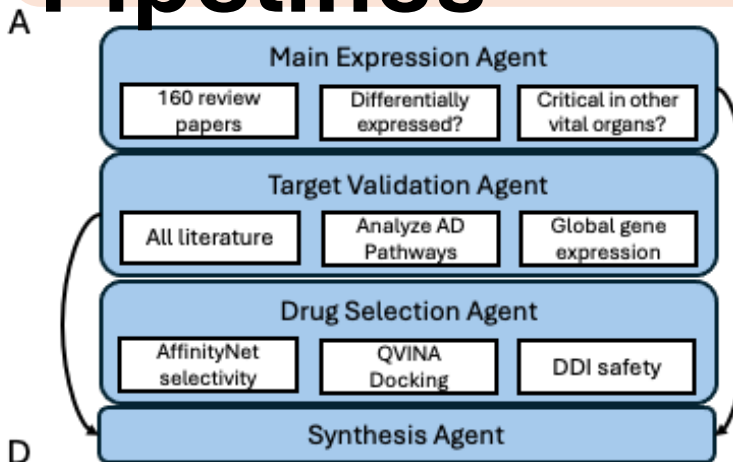 Pipelines
A
Main Expression Agent
160 review
papers
Differentially
expressed?
Critical in other
vital organs?
Target Validation Agent
All literature
Analyze AD
Pathways
Global gene
expression
Drug Selection Agent
AffinityNet
selectivity
QVINA
Docking
DDI safety
Synthesis Agent
D